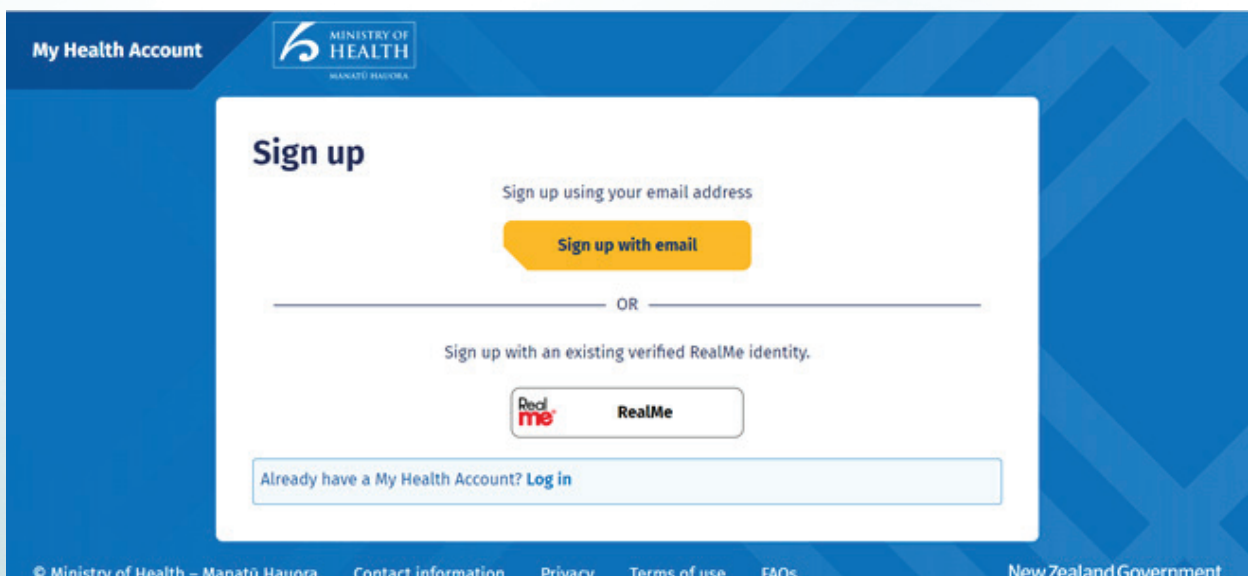 My Health Account
MINISTRY OF
HEALTH
MANATŪ HAUORA
Sign up
Sign up using your email address
Sign up with email
OR
Sign up with an existing verified RealMe identity.
Real
me
RealMe
Already have a My Health Account? Log in
© Ministry of Health – Manatū Hauora Contact information Privacy Terms of use FAQs New Zealand Government